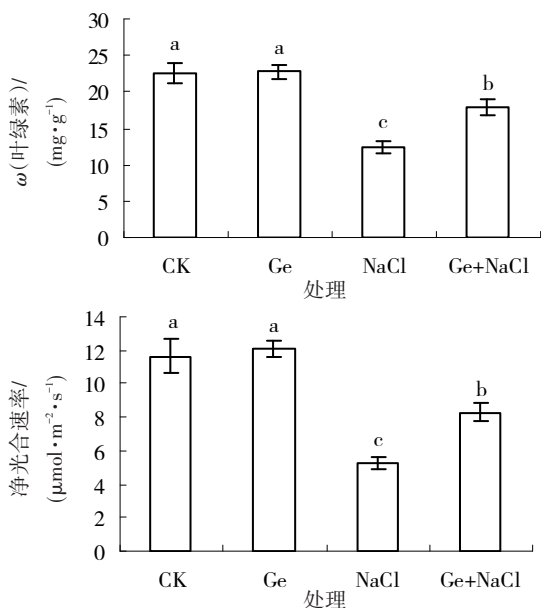 ω(叶绿素)/
(mg·g⁻¹)
30
25
20
15
10
5
0
a
a
c
b
CK
Ge
NaCl
Ge+NaCl
处理
净光合速率/
(μmol·m⁻²·s⁻¹)
14
12
10
8
6
4
2
0
a
a
c
b
CK
Ge
NaCl
Ge+NaCl
处理